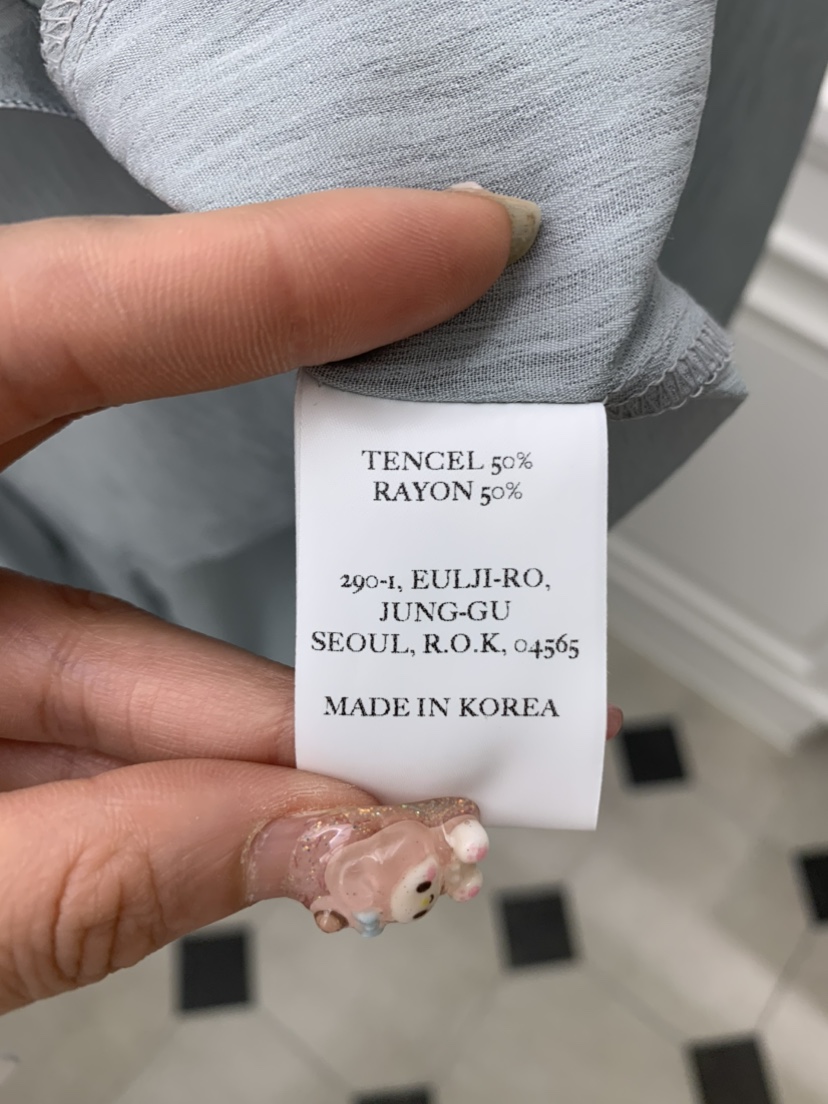 TENCEL 50%
RAYON 50%
290-1, EULJI-RO,
JUNG-GU
SEOUL, R.O.K, 04565
MADE IN KOREA